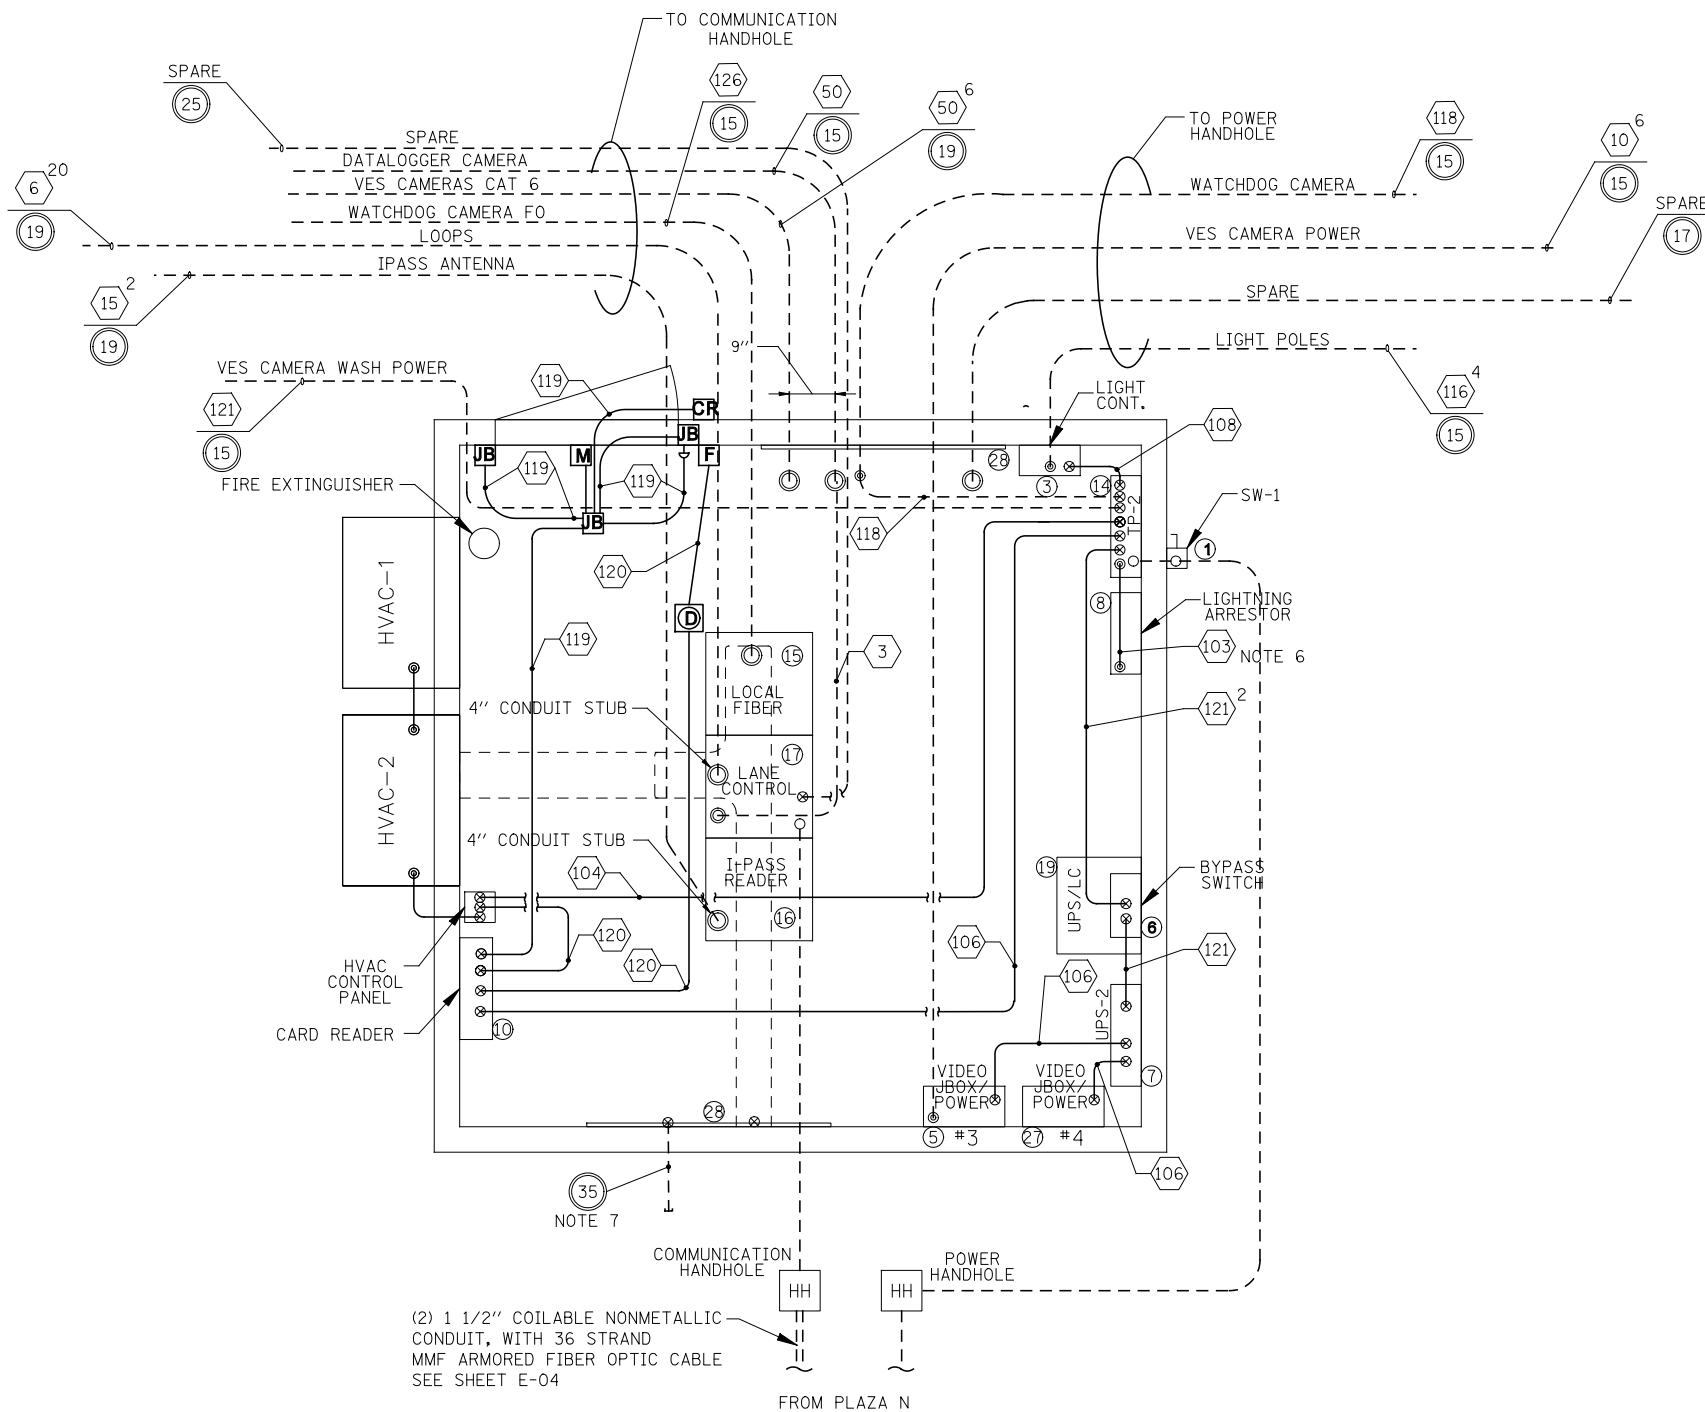 TO COMMUNICATION
HANDHOLE
SPARE
25
126
15
50
15
50 6
19
TO POWER
HANDHOLE
118
15
10 6
15
SPARE
17
SPARE
DATALOGGER CAMERA
VES CAMERAS CAT 6
WATCHDOG CAMERA FO
LOOPS
IPASS ANTENNA
6 20
19
15 2
19
WATCHDOG CAMERA
VES CAMERA POWER
SPARE
LIGHT POLES
116 4
15
VES CAMERA WASH POWER
121
15
9"
119
CR
LIGHT
CONT.
108
JB
M
JB
F
28
3
14
119
119
FIRE EXTINGUISHER
JB
118
TP-2
SW-1
1
HVAC-1
120
D
8
LIGHTNING
ARRESTOR
119
3
103
NOTE 6
15
LOCAL
FIBER
4" CONDUIT STUB
121 2
17
LANE
CONTROL
HVAC-2
4" CONDUIT STUB
104
I-PASS
READER
16
19
UPS/LC
BYPASS
SWITCH
6
HVAC
CONTROL
PANEL
120
120
106
106
121
CARD READER
10
UPS-2
7
VIDEO
JBOX/
POWER
VIDEO
JBOX/
POWER
28
5 #3
27 #4
106
35
NOTE 7
COMMUNICATION
HANDHOLE
HH
POWER
HANDHOLE
HH
(2) 1 1/2" COILABLE NONMETALLIC
CONDUIT, WITH 36 STRAND
MMF ARMORED FIBER OPTIC CABLE
SEE SHEET E-04
FROM PLAZA N